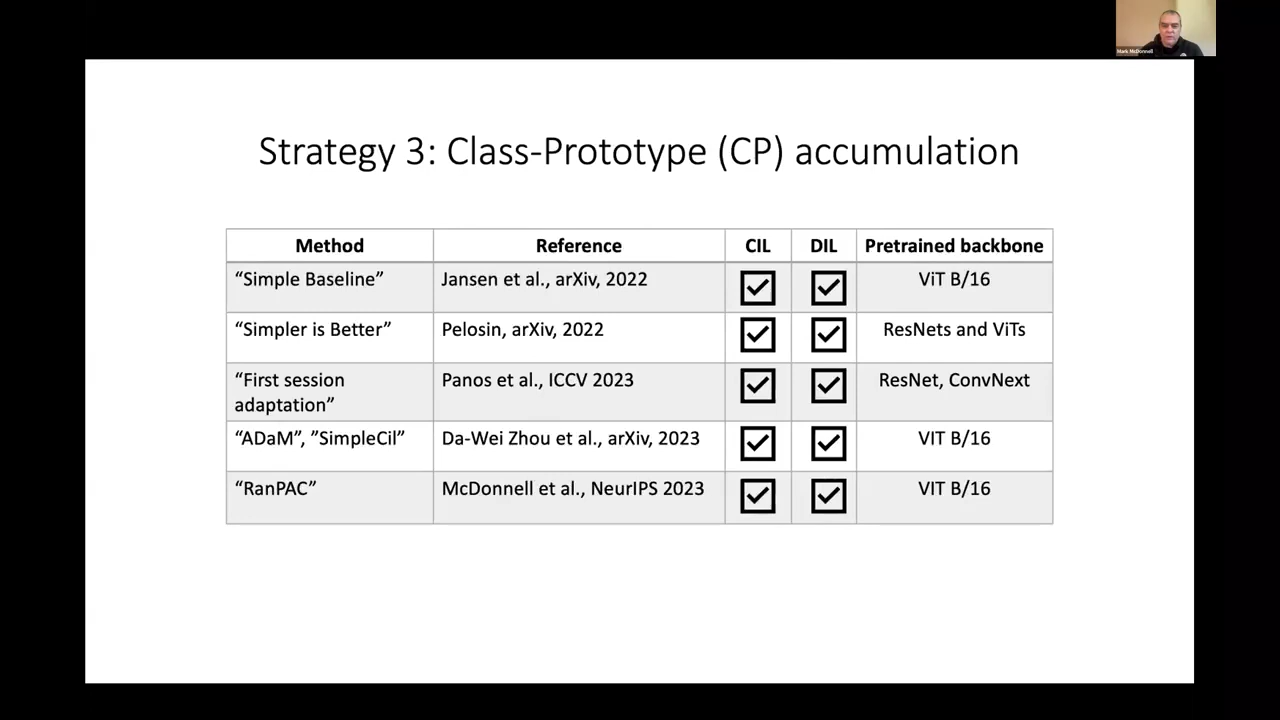 Mark McDonnell
Strategy 3: Class-Prototype (CP) accumulation
Method Reference CIL DIL Pretrained backbone
“Simple Baseline” Jansen et al., arXiv, 2022 ViT B/16
“Simpler is Better” Pelosin, arXiv, 2022 ResNets and ViTs
“First session Panos et al., ICCV 2023 ResNet, ConvNext
adaptation”
“ADaM”, ”SimpleCil” Da-Wei Zhou et al., arXiv, 2023 VIT B/16
“RanPAC” McDonnell et al., NeurIPS 2023 VIT B/16